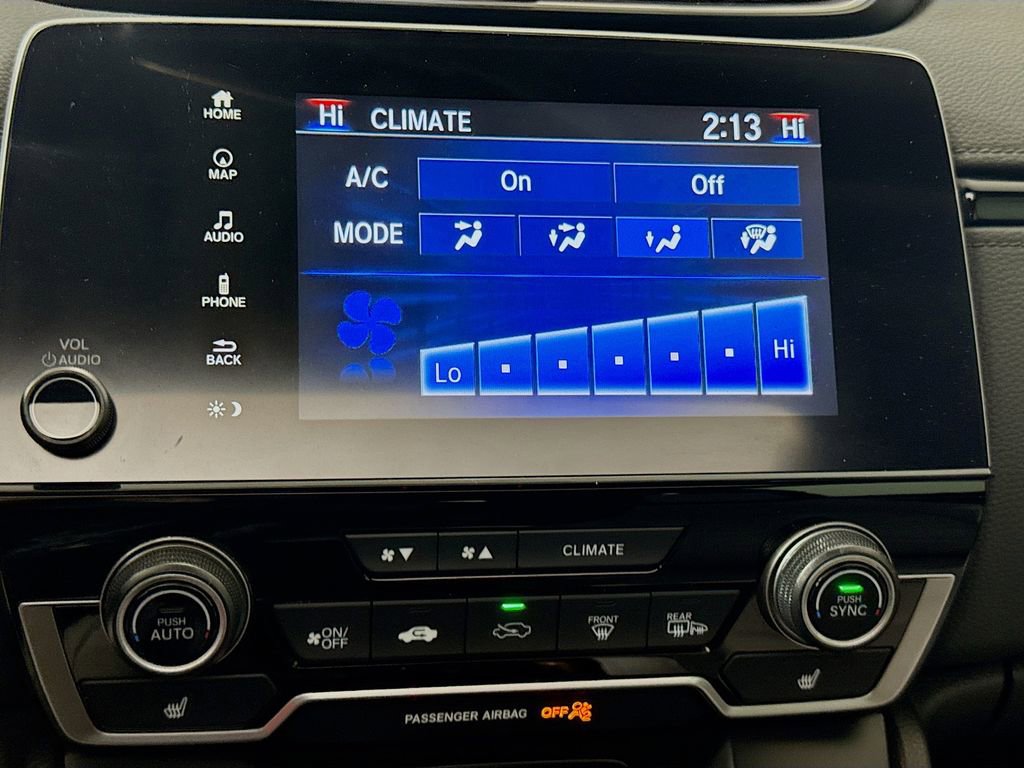 Hi CLIMATE 2:13 Hi
HOME
A/C On Off
MAP
MODE
AUDIO
PHONE
VOL
AUDIO
BACK
Lo Hi
CLIMATE
PUSH
AUTO
ON/
OFF
FRONT
REAR
PUSH
SYNC
PASSENGER AIRBAG OFF